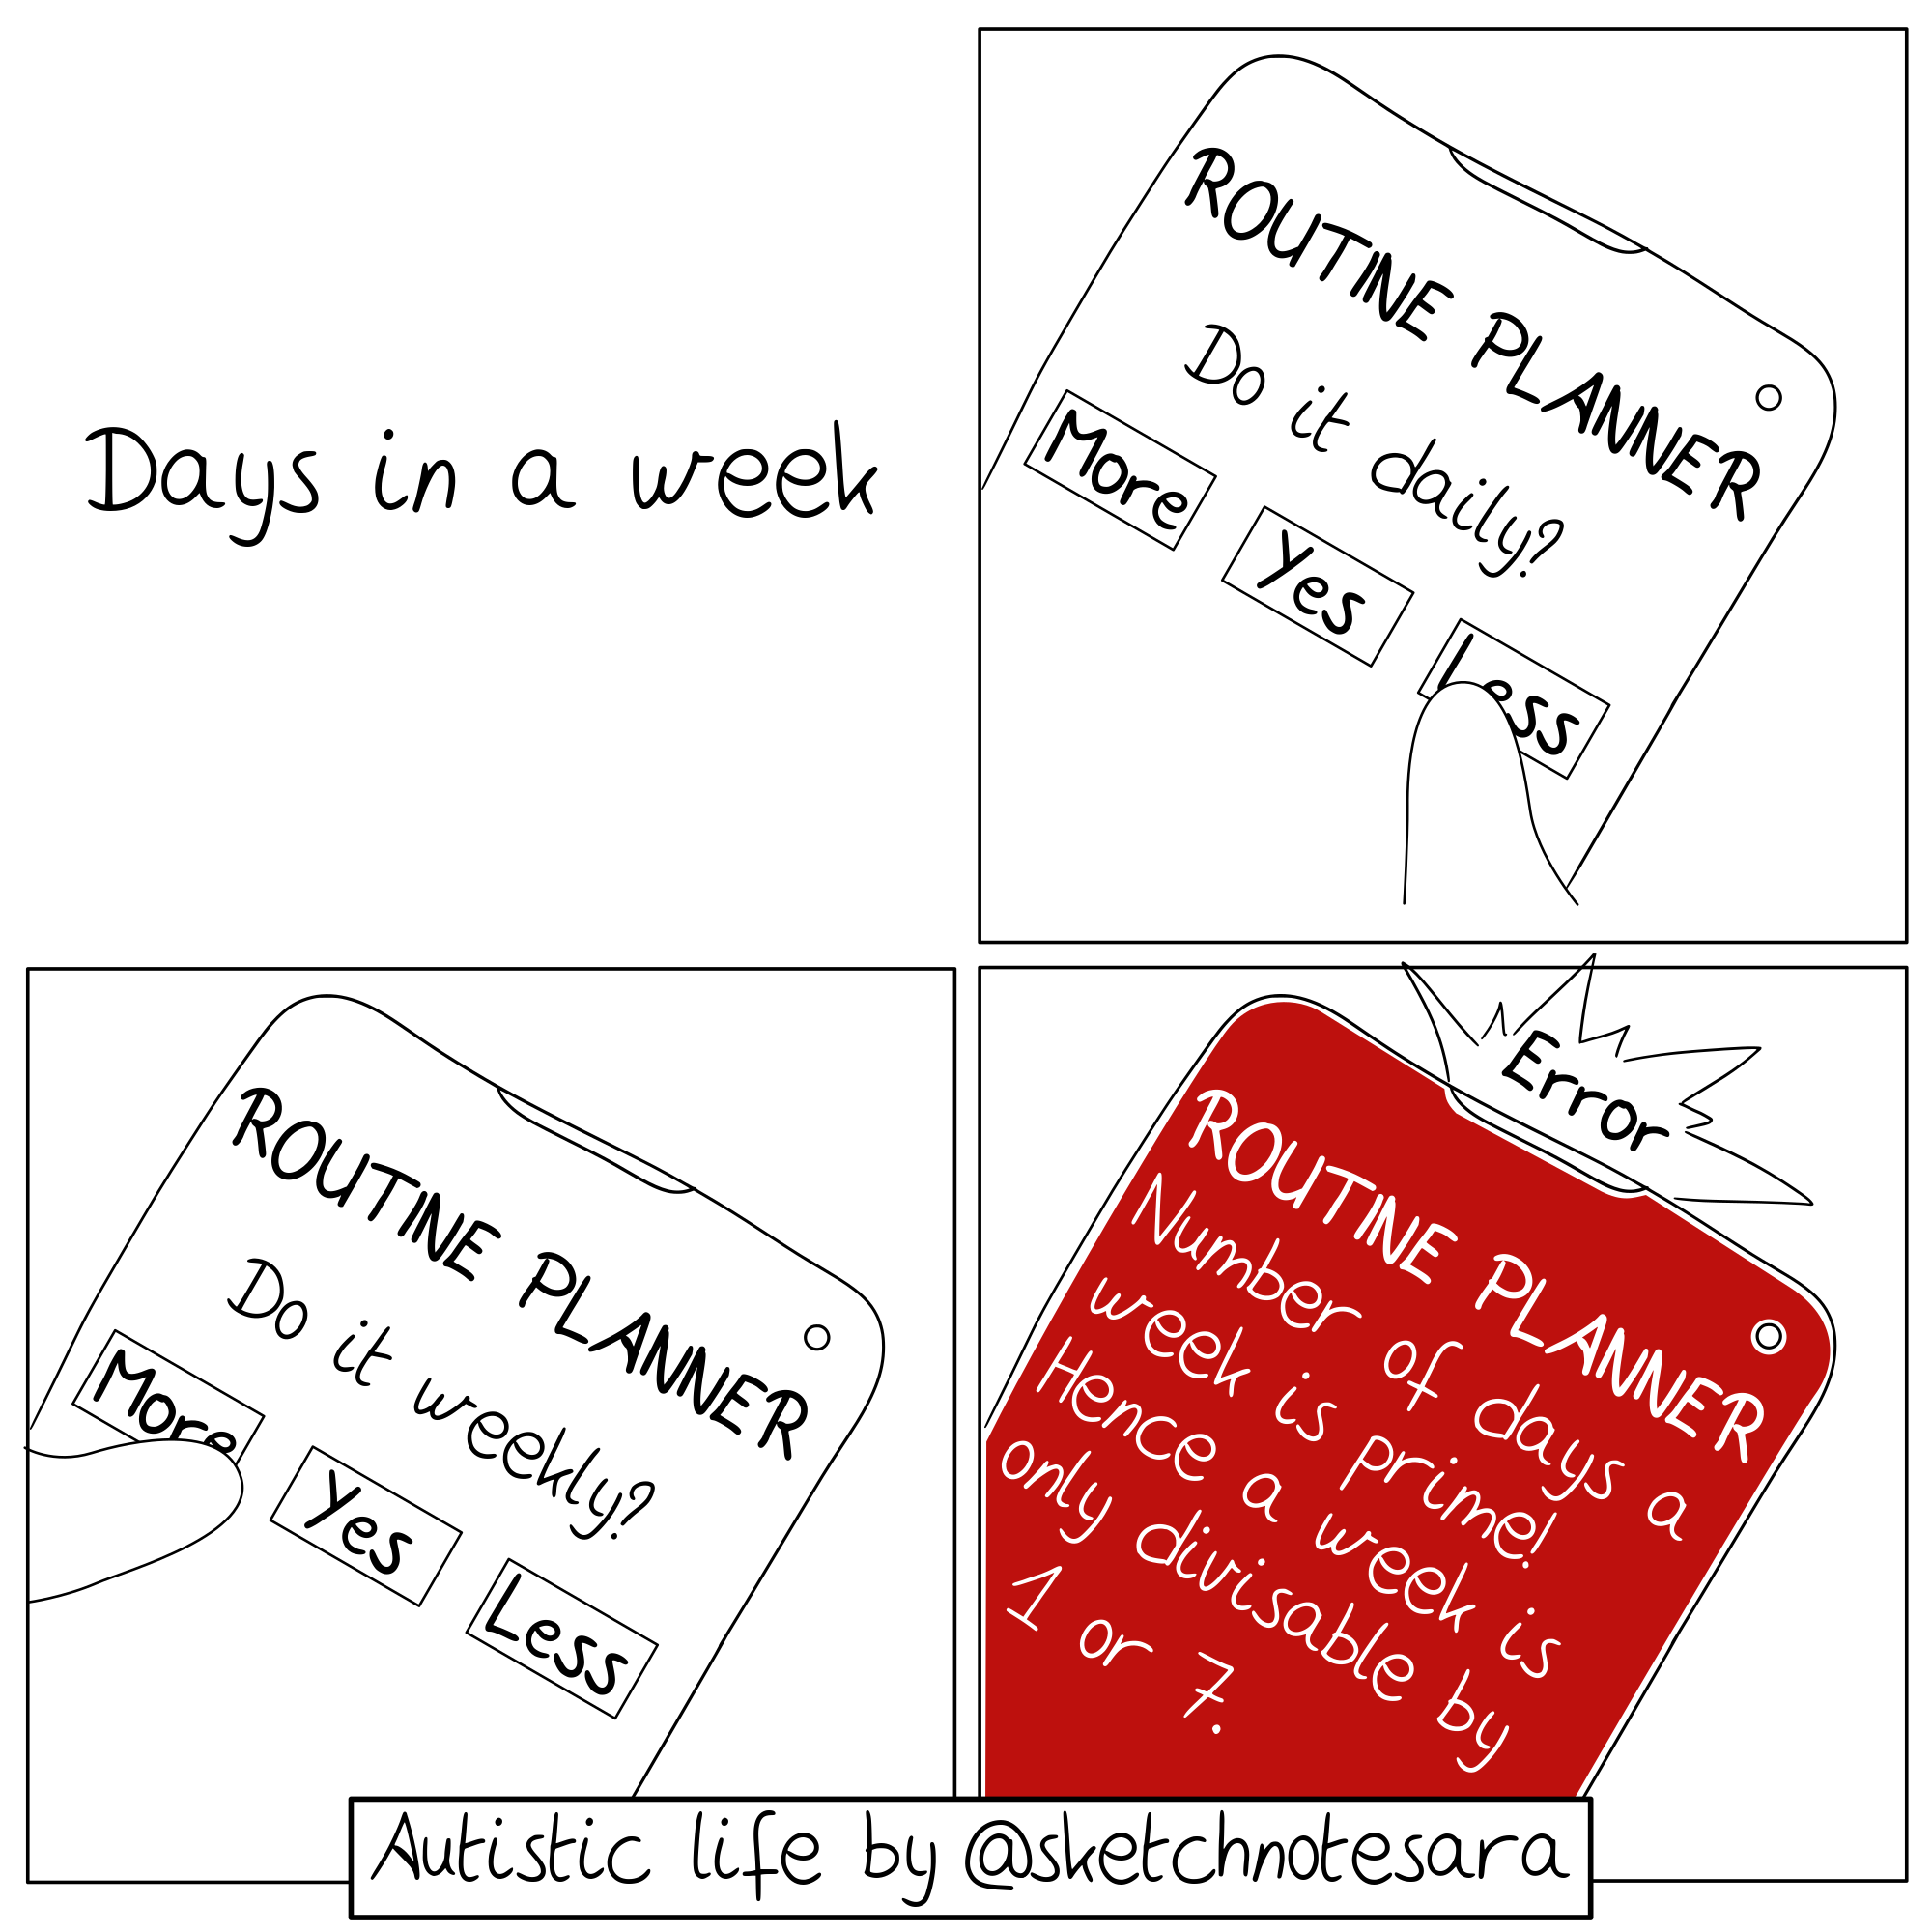 Days in a week
ROUTINE PLANNER
Do it daily?
More
Yes
Less
ROUTINE PLANNER
Do it weekly?
More
Yes
Less
Error
ROUTINE PLANNER
Number of days a
week is prime!
Hence a week is
only divisable by
1 or 7.
Autistic life by @sketchnotesara